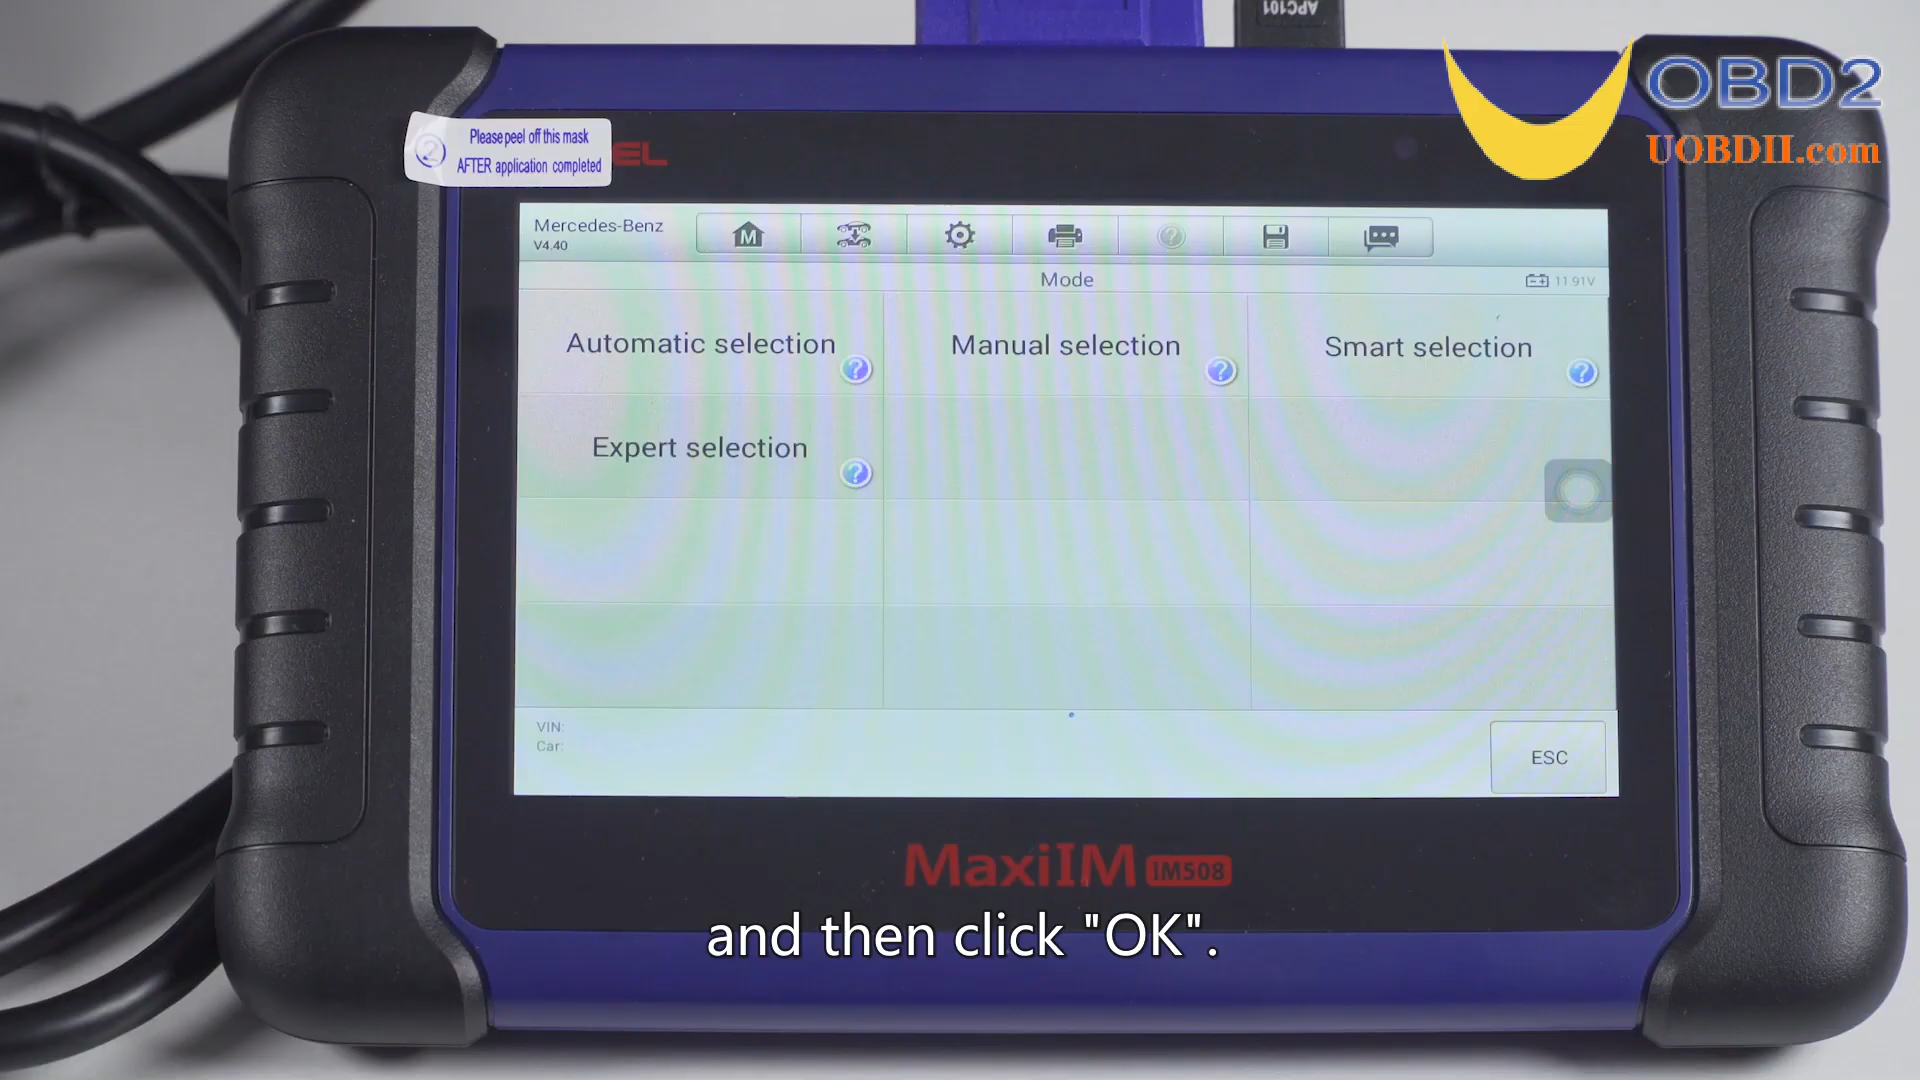 APC101
OBD2
UOBDII.com
2 Please peel off this mask
AFTER application completed
EL
Mercedes-Benz
V4.40
M
Mode
11.91V
Automatic selection ?
Manual selection ?
Smart selection ?
Expert selection ?
VIN:
Car:
ESC
MaxiIM IM508
and then click "OK".